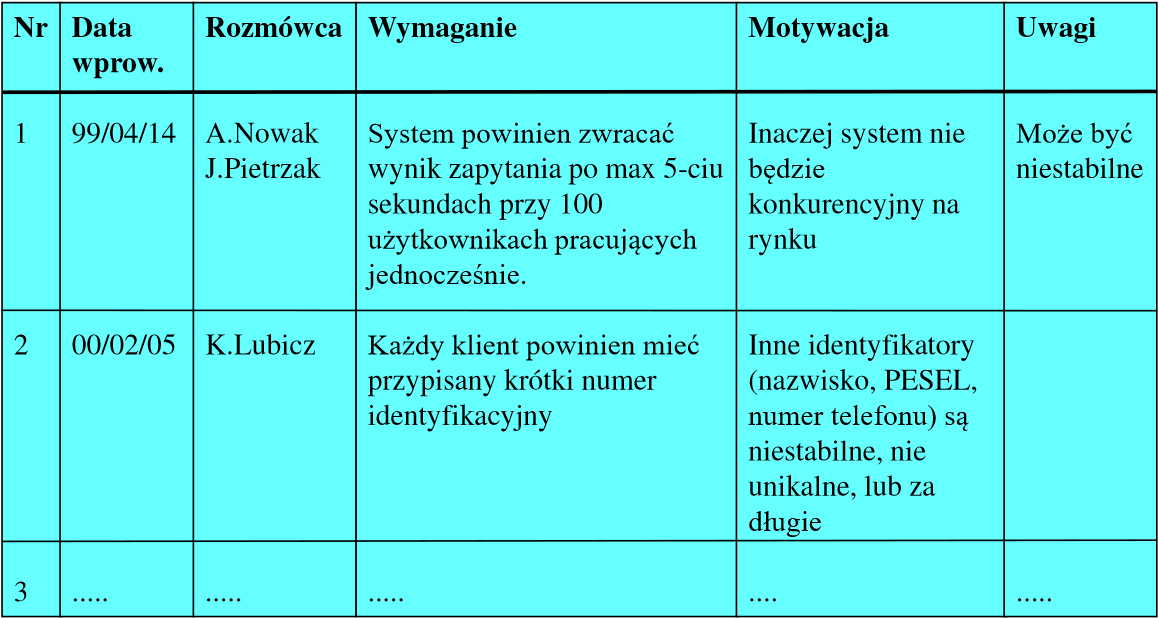 Nr Data wprow. Rozmówca Wymaganie Motywacja Uwagi
1 99/04/14 A.Nowak J.Pietrzak System powinien zwracać wynik zapytania po max 5-ciu sekundach przy 100 użytkownikach pracujących jednocześnie. Inaczej system nie będzie konkurencyjny na rynku Może być niestabilne
2 00/02/05 K.Lubicz Każdy klient powinien mieć przypisany krótki numer identyfikacyjny Inne identyfikatory (nazwisko, PESEL, numer telefonu) są niestabilne, nie unikalne, lub za długie
3 ..... ..... ..... .... .....